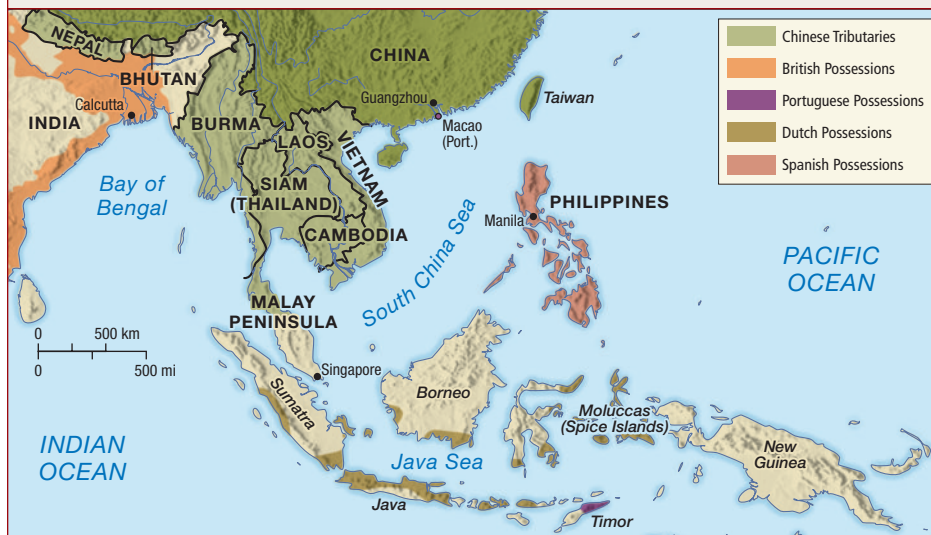 NEPAL
BHUTAN
CHINA
Calcutta
INDIA
BURMA
Guangzhou
Macao
(Port.)
Taiwan
LAOS
VIETNAM
SIAM
(THAILAND)
CAMBODIA
Bay of
Bengal
South China Sea
Manila
PHILIPPINES
PACIFIC
OCEAN
MALAY
PENINSULA
0 500 km
0 500 mi
Singapore
Sumatra
Borneo
Moluccas
(Spice Islands)
New
Guinea
INDIAN
OCEAN
Java Sea
Java
Timor
Chinese Tributaries
British Possessions
Portuguese Possessions
Dutch Possessions
Spanish Possessions